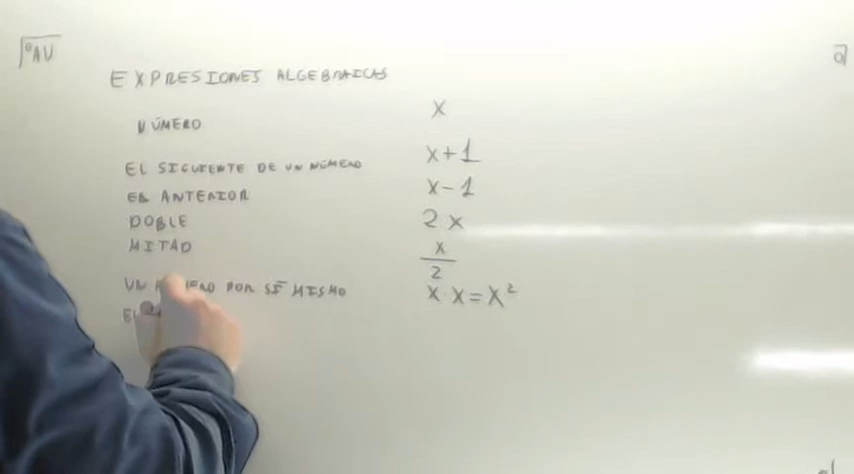 EXPRESIONES ALGEBRAICAS
NÚMERO x
EL SIGUIENTE DE UN NÚMERO x+1
EL ANTERIOR x-1
DOBLE 2x
MITAD x/2
UN POR SÍ MISMO x·x=x²